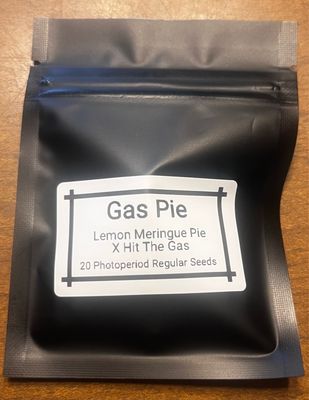 Gas Pie
Lemon Meringue Pie
X Hit The Gas
20 Photoperiod Regular Seeds